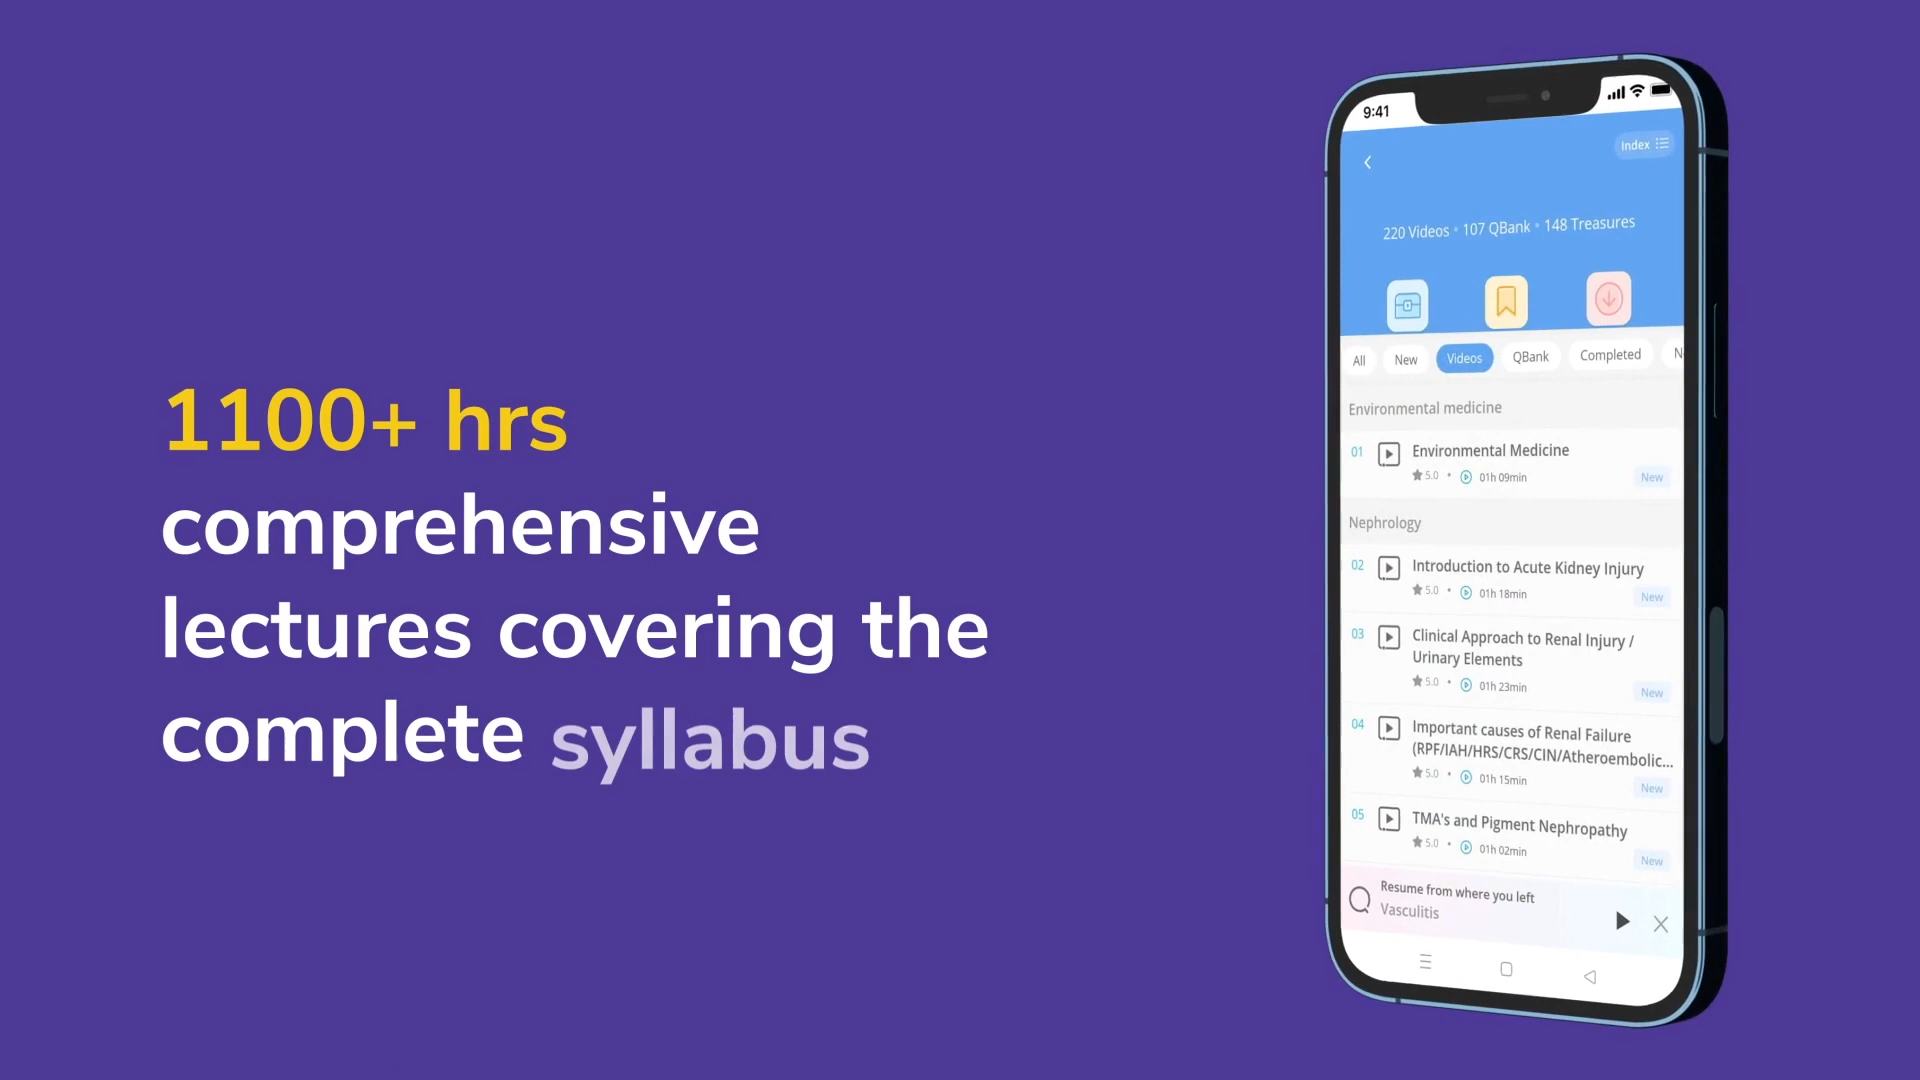 1100+ hrs
comprehensive
lectures covering the
complete syllabus
9:41
Index
220 Videos • 107 QBank • 148 Treasures
All New Videos QBank Completed
Environmental medicine
01 Environmental Medicine
5.0 • 01h 09min
New
Nephrology
02 Introduction to Acute Kidney Injury
5.0 • 01h 18min
New
03 Clinical Approach to Renal Injury /
Urinary Elements
5.0 • 01h 23min
New
04 Important causes of Renal Failure
(RPF/IAH/HRS/CRS/CIN/Atheroembolic...
5.0 • 01h 15min
New
05 TMA's and Pigment Nephropathy
5.0 • 01h 02min
New
Resume from where you left
Vasculitis